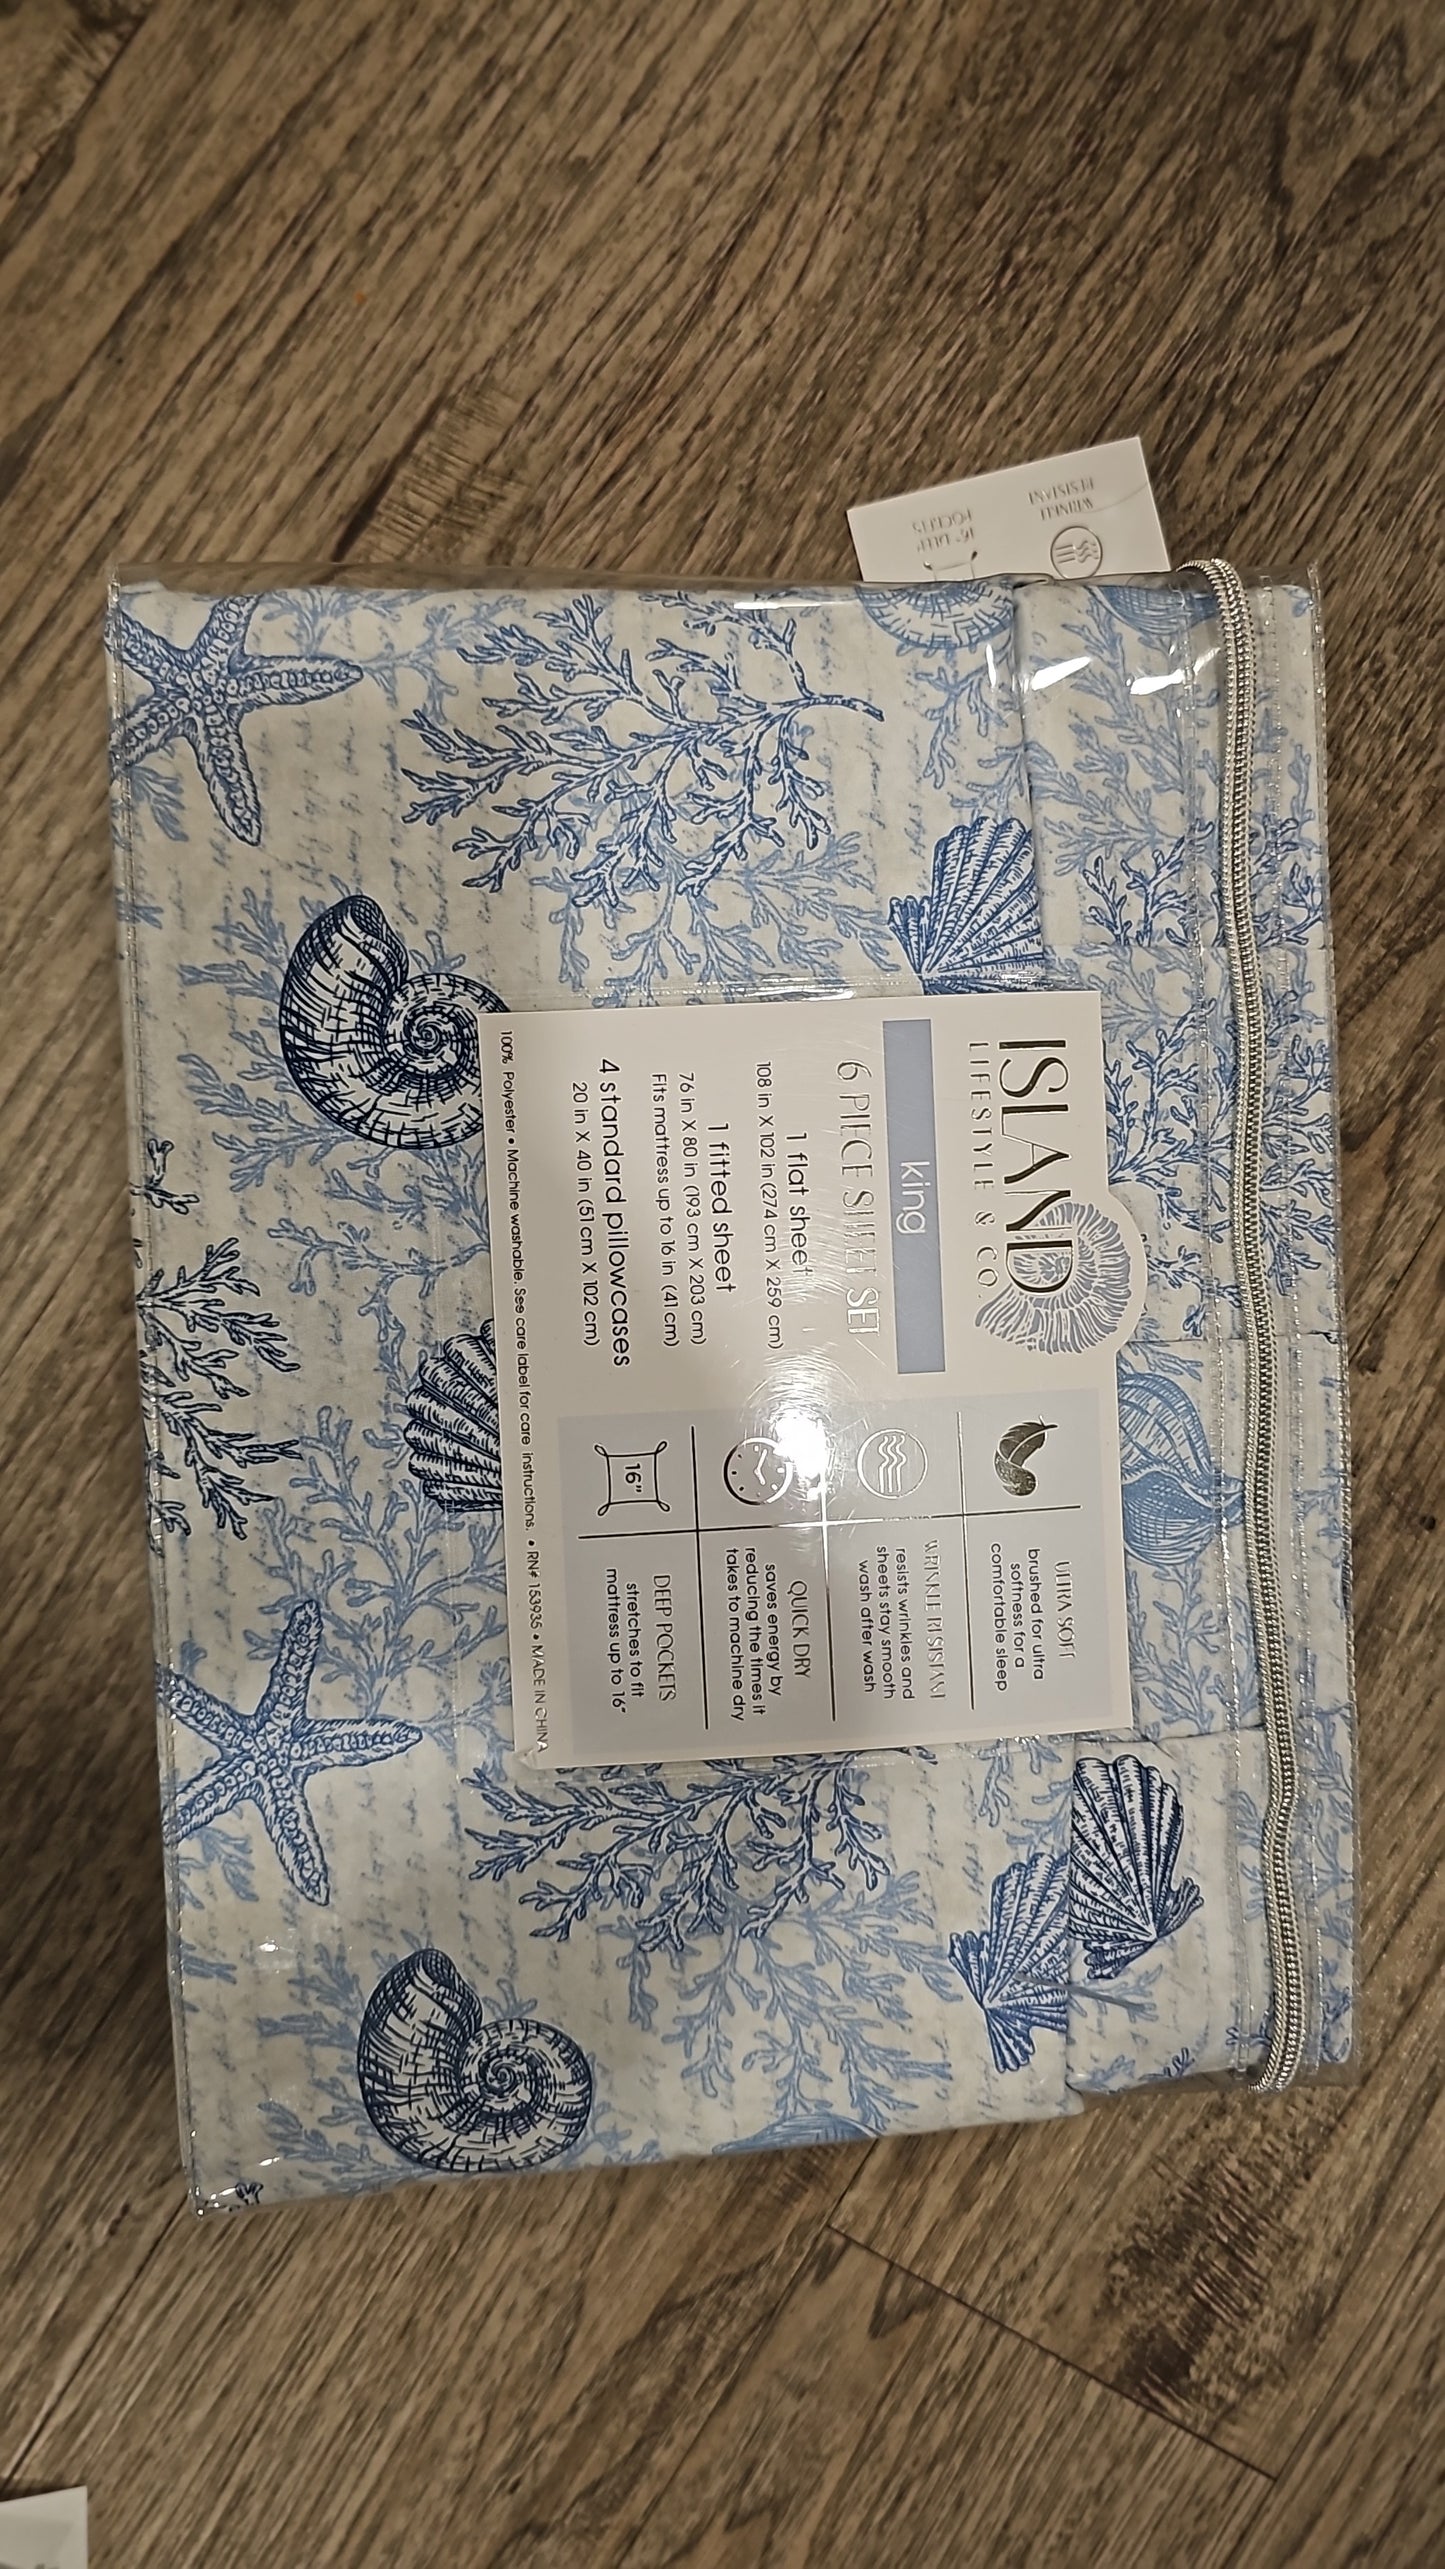 ISLAND
LIFESTYLE & CO.
king
6 PIECE SHEET SET
1 flat sheet
108 in X 102 in (274 cm X 259 cm)
1 fitted sheet
76 in X 80 in (193 cm X 203 cm)
Fits mattress up to 16 in (41 cm)
4 standard pillowcases
20 in X 40 in (51 cm X 102 cm)
ULTRA SOFT
brushed for ultra
softness for a
comfortable sleep
WRINKLE RESISTANT
resists wrinkles and
sheets stay smooth
wash after wash
QUICK DRY
saves energy by
reducing the times it
takes to machine dry
16"
DEEP POCKETS
stretches to fit
mattress up to 16"
100% Polyester • Machine washable. See care label for care instructions. • RN# 153935 • MADE IN CHINA
WRINKLE
RESISTANT
16" DEEP
POCKETS